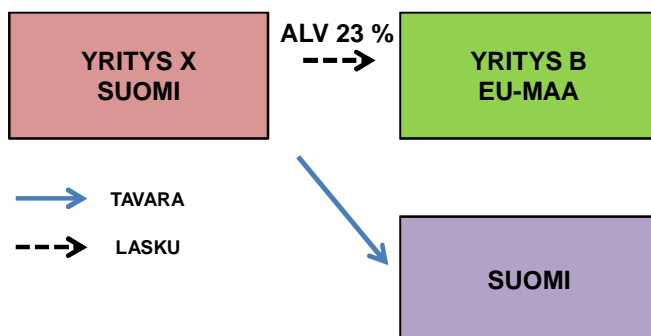 YRITYS X
SUOMI
ALV 23 %
YRITYS B
EU-MAA
TAVARA
LASKU
SUOMI